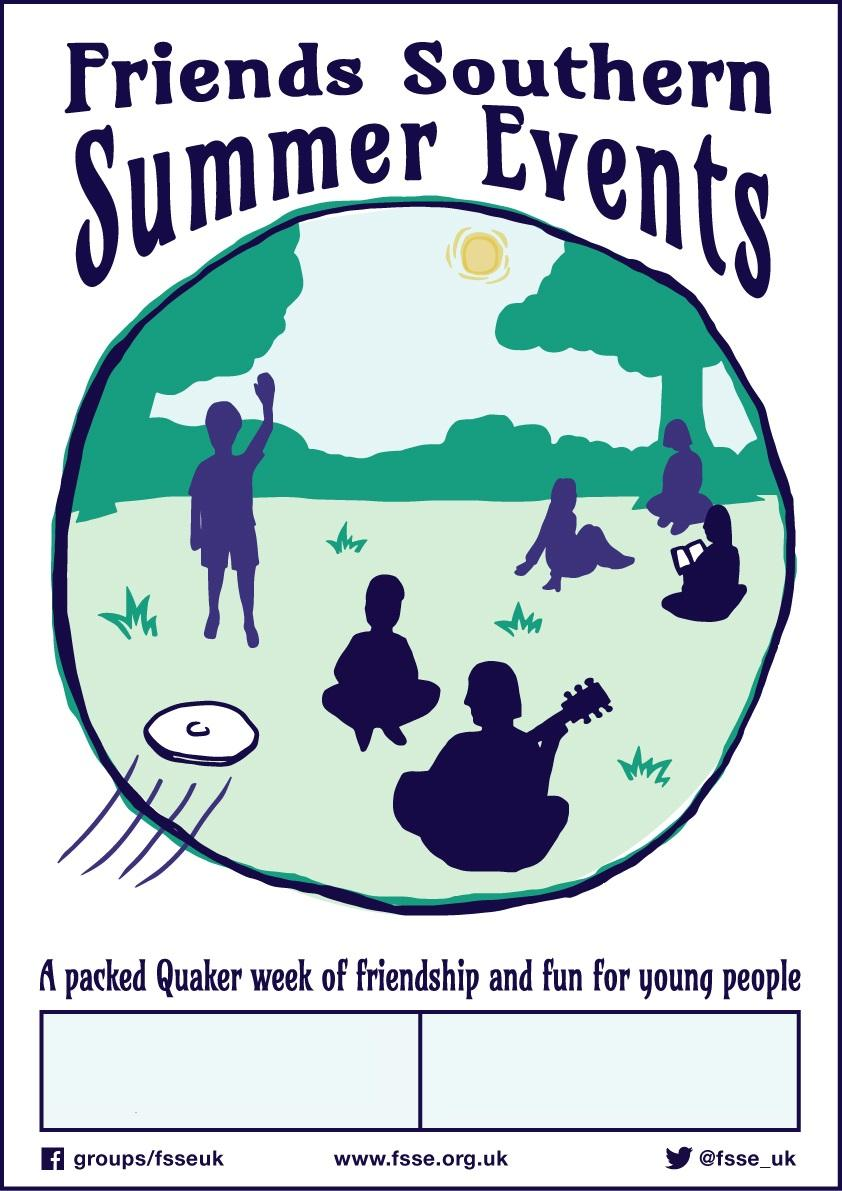 Friends Southern
Summer Events
A packed Quaker week of friendship and fun for young people
groups/fsseuk www.fsse.org.uk @fsse_uk